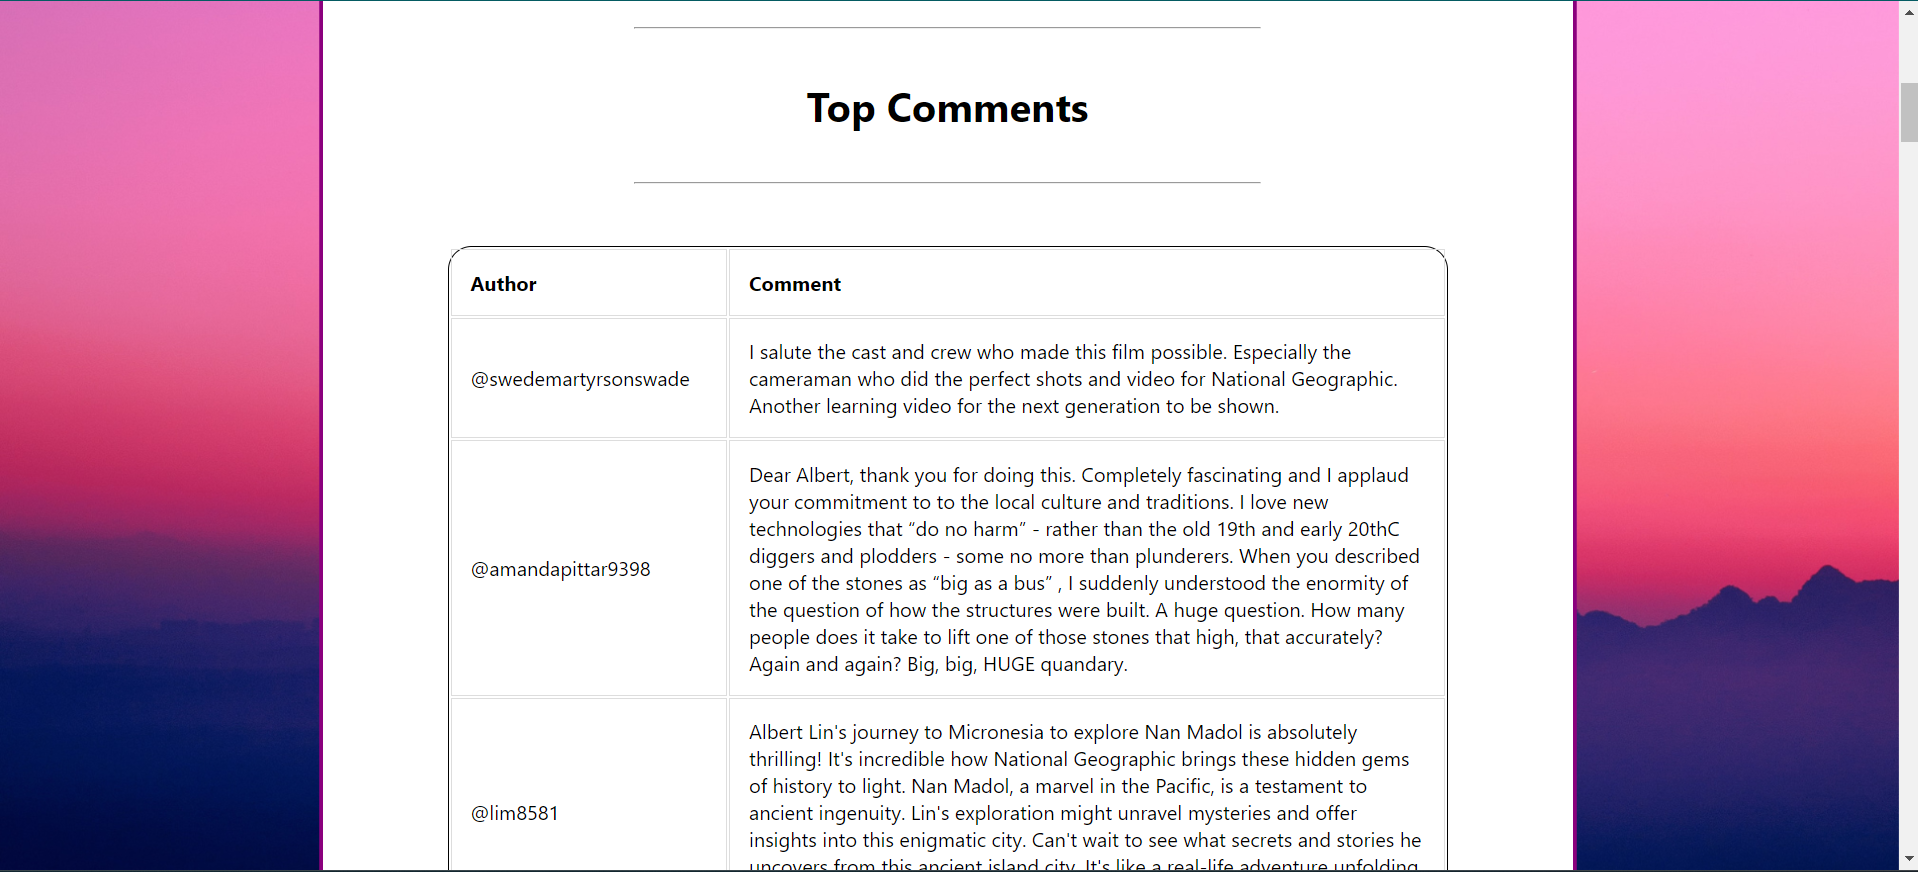 Top Comments
Author
Comment
@swedemartyrsonswade
I salute the cast and crew who made this film possible. Especially the
cameraman who did the perfect shots and video for National Geographic.
Another learning video for the next generation to be shown.
@amandapittar9398
Dear Albert, thank you for doing this. Completely fascinating and I applaud
your commitment to to the local culture and traditions. I love new
technologies that “do no harm” - rather than the old 19th and early 20thC
diggers and plodders - some no more than plunderers. When you described
one of the stones as “big as a bus” , I suddenly understood the enormity of
the question of how the structures were built. A huge question. How many
people does it take to lift one of those stones that high, that accurately?
Again and again? Big, big, HUGE quandary.
@lim8581
Albert Lin's journey to Micronesia to explore Nan Madol is absolutely
thrilling! It's incredible how National Geographic brings these hidden gems
of history to light. Nan Madol, a marvel in the Pacific, is a testament to
ancient ingenuity. Lin's exploration might unravel mysteries and offer
insights into this enigmatic city. Can't wait to see what secrets and stories he
uncovers from this ancient island city. It's like a real-life adventure unfolding